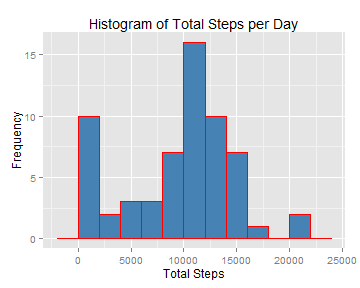 Histogram of Total Steps per Day
Frequency
15
10
5
0
0 5000 10000 15000 20000 25000
Total Steps